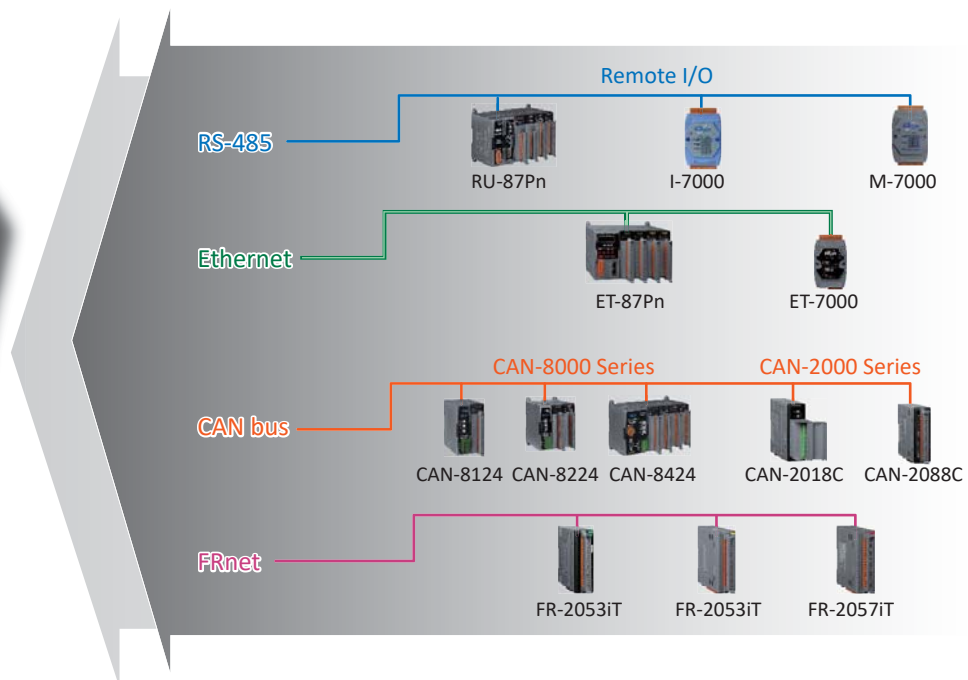 Remote I/O
RS-485
RU-87Pn
I-7000
M-7000
Ethernet
ET-87Pn
ET-7000
CAN-8000 Series
CAN-2000 Series
CAN bus
CAN-8124
CAN-8224
CAN-8424
CAN-2018C
CAN-2088C
FRnet
FR-2053iT
FR-2053iT
FR-2057iT